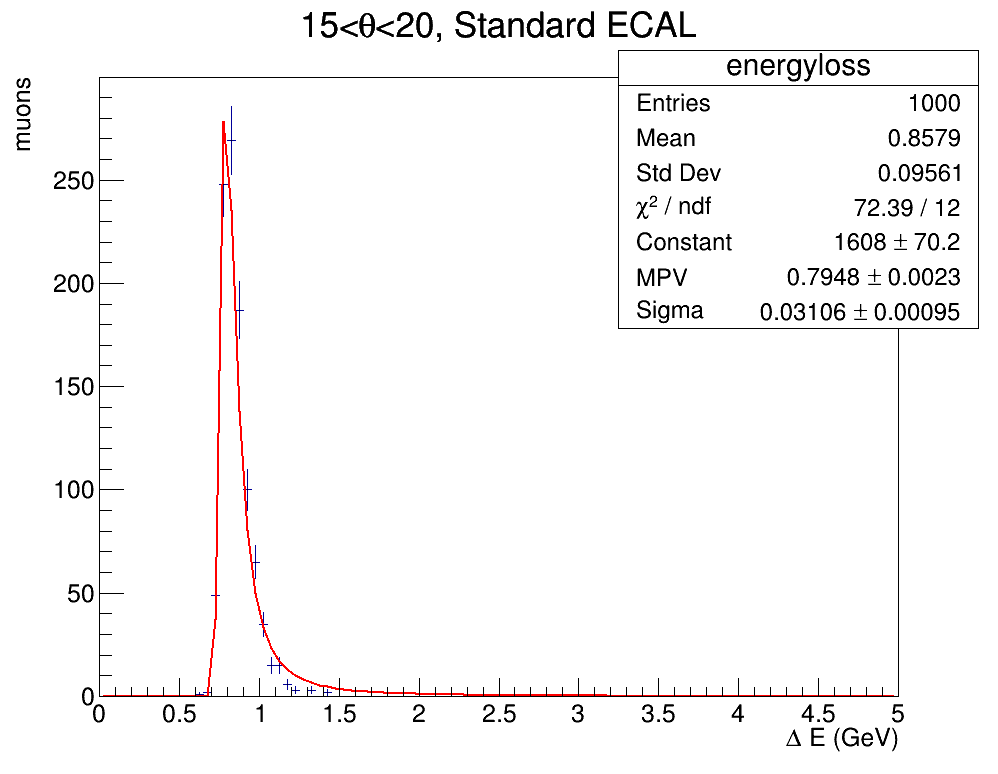 15<θ<20, Standard ECAL
energyloss
Entries 1000
Mean 0.8579
Std Dev 0.09561
χ² / ndf 72.39 / 12
Constant 1608 ± 70.2
MPV 0.7948 ± 0.0023
Sigma 0.03106 ± 0.00095
muons
250
200
150
100
50
0
0 0.5 1 1.5 2 2.5 3 3.5 4 4.5 5
Δ E (GeV)